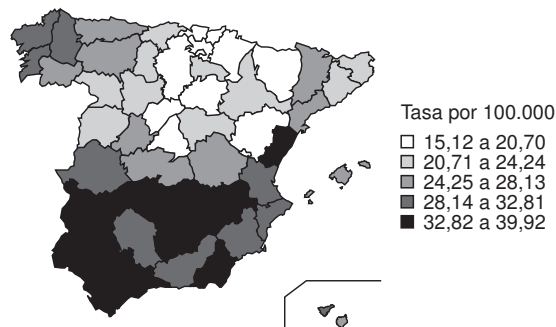 Tasa por 100.000
15,12 a 20,70
20,71 a 24,24
24,25 a 28,13
28,14 a 32,81
32,82 a 39,92